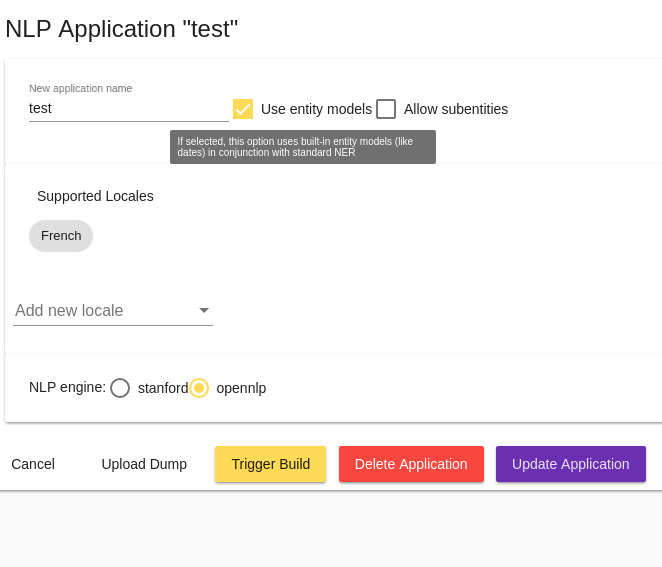 NLP Application "test"
New application name
test
Use entity models
Allow subentities
If selected, this option uses built-in entity models (like
dates) in conjunction with standard NER
Supported Locales
French
Add new locale
NLP engine: stanford opennlp
Cancel
Upload Dump
Trigger Build
Delete Application
Update Application